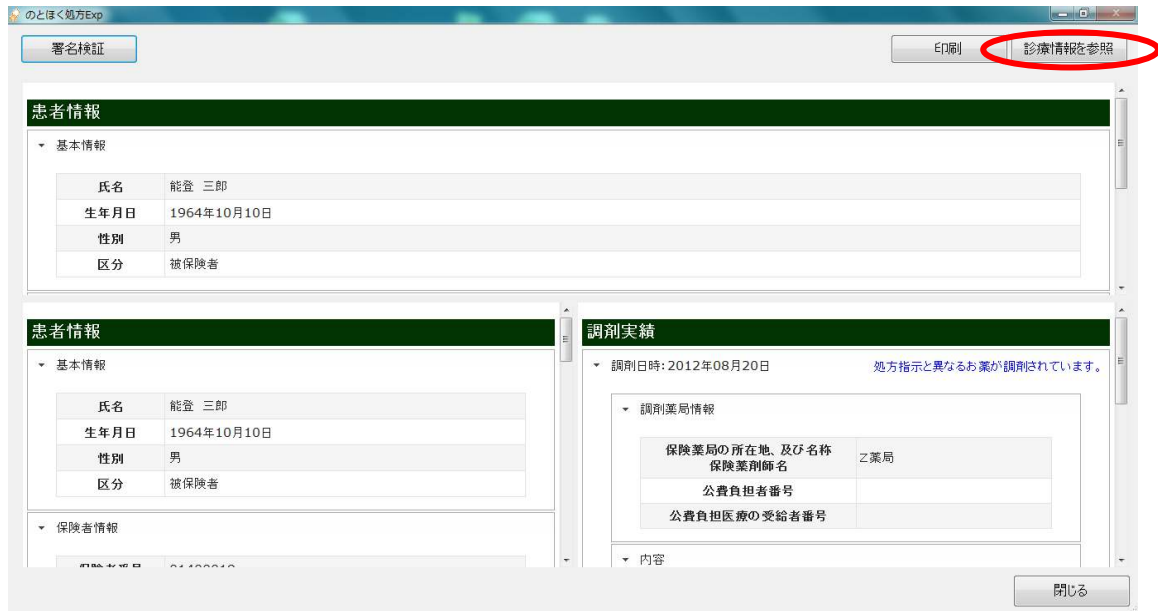 のとほく処方Exp
署名検証
印刷
診療情報を参照
患者情報
基本情報
氏名 能登 三郎
生年月日 1964年10月10日
性別 男
区分 被保険者
患者情報
基本情報
氏名 能登 三郎
生年月日 1964年10月10日
性別 男
区分 被保険者
保険者情報
調剤実績
調剤日時:2012年08月20日 処方指示と異なるお薬が調剤されています。
調剤薬局情報
保険薬局の所在地、及び名称
保険薬剤師名
Z薬局
公費負担者番号
公費負担医療の受給者番号
内容
閉じる